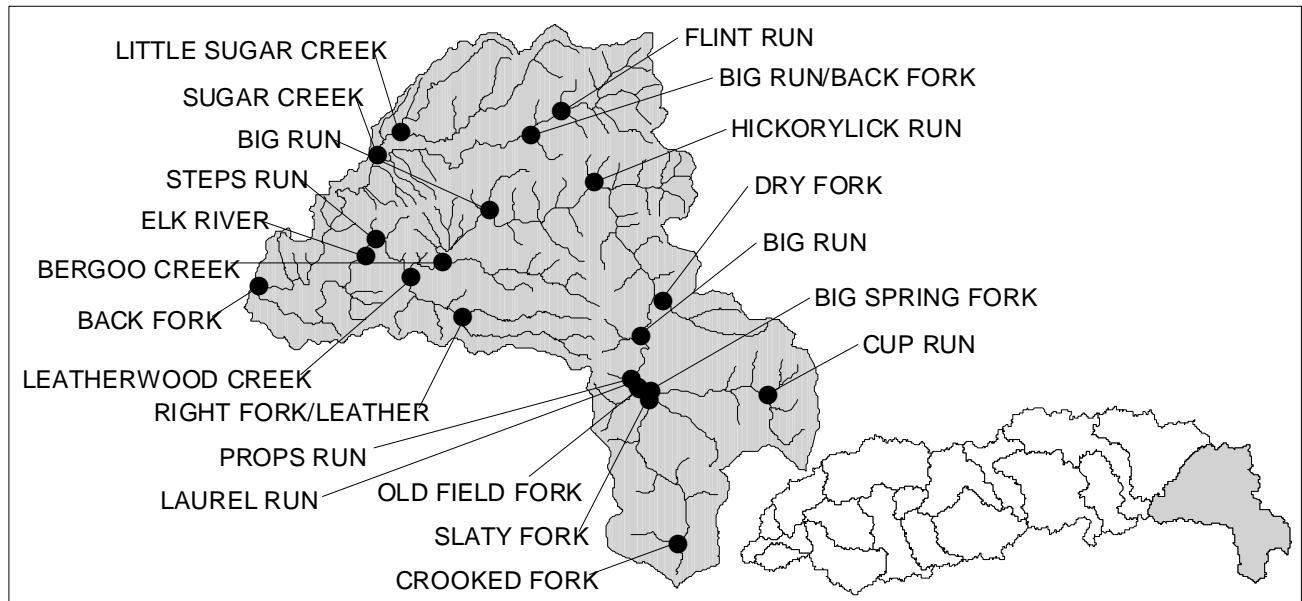 LITTLE SUGAR CREEK
SUGAR CREEK
BIG RUN
STEPS RUN
ELK RIVER
BERGOO CREEK
BACK FORK
LEATHERWOOD CREEK
RIGHT FORK/LEATHER
PROPS RUN
LAUREL RUN
OLD FIELD FORK
SLATY FORK
CROOKED FORK
FLINT RUN
BIG RUN/BACK FORK
HICKORYLICK RUN
DRY FORK
BIG RUN
BIG SPRING FORK
CUP RUN